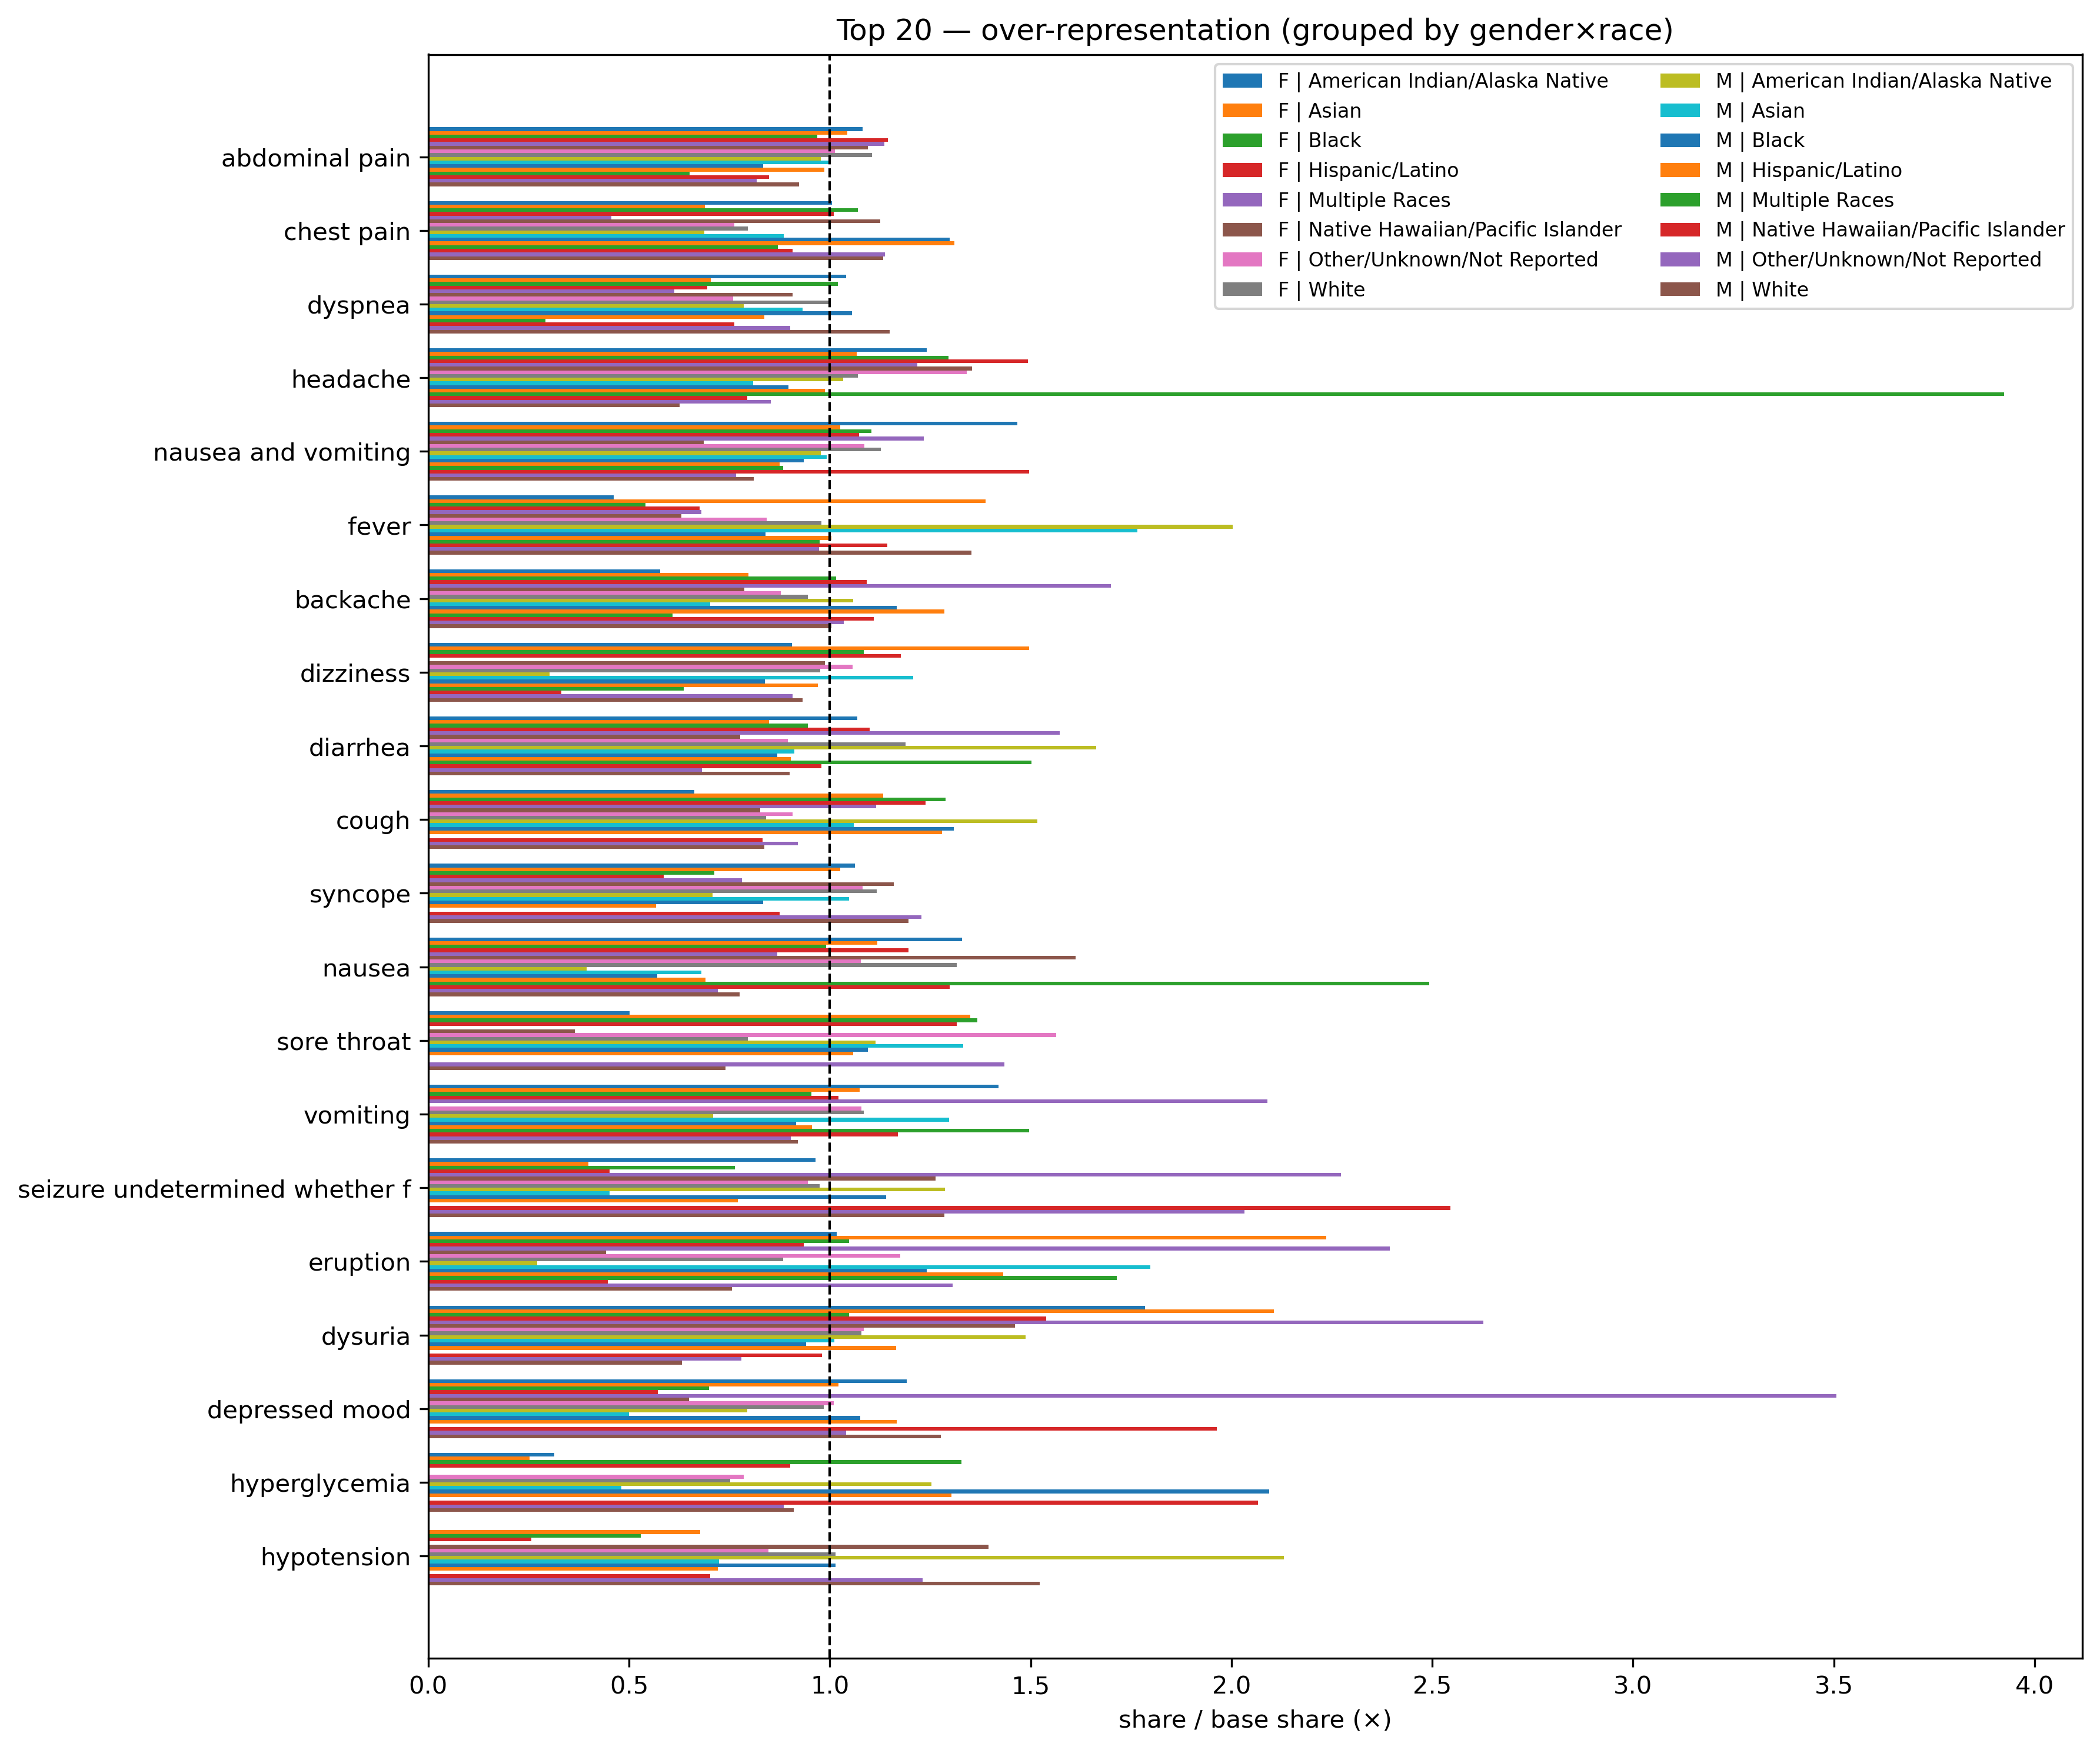 Top 20 — over-representation (grouped by gender×race)
F | American Indian/Alaska Native
F | Asian
F | Black
F | Hispanic/Latino
F | Multiple Races
F | Native Hawaiian/Pacific Islander
F | Other/Unknown/Not Reported
F | White
M | American Indian/Alaska Native
M | Asian
M | Black
M | Hispanic/Latino
M | Multiple Races
M | Native Hawaiian/Pacific Islander
M | Other/Unknown/Not Reported
M | White
abdominal pain
chest pain
dyspnea
headache
nausea and vomiting
fever
backache
dizziness
diarrhea
cough
syncope
nausea
sore throat
vomiting
seizure undetermined whether f
eruption
dysuria
depressed mood
hyperglycemia
hypotension
0.0 0.5 1.0 1.5 2.0 2.5 3.0 3.5 4.0
share / base share (×)